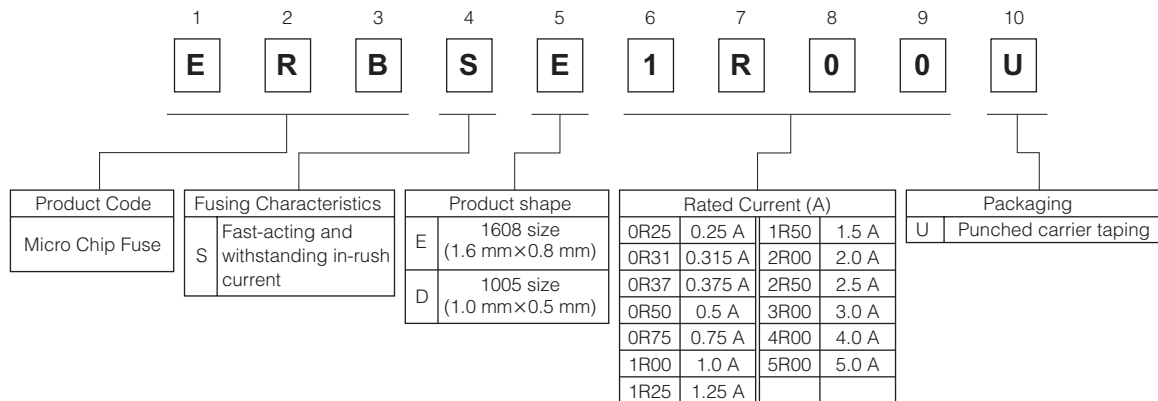 1 2 3 4 5 6 7 8 9 10
E R B S E 1 R 0 0 U
Product Code
Micro Chip Fuse
Fusing Characteristics
S Fast-acting and
withstanding in-rush
current
Product shape
E 1608 size
(1.6 mm×0.8 mm)
D 1005 size
(1.0 mm×0.5 mm)
Rated Current (A)
0R25 0.25 A 1R50 1.5 A
0R31 0.315 A 2R00 2.0 A
0R37 0.375 A 2R50 2.5 A
0R50 0.5 A 3R00 3.0 A
0R75 0.75 A 4R00 4.0 A
1R00 1.0 A 5R00 5.0 A
1R25 1.25 A
Packaging
U Punched carrier taping